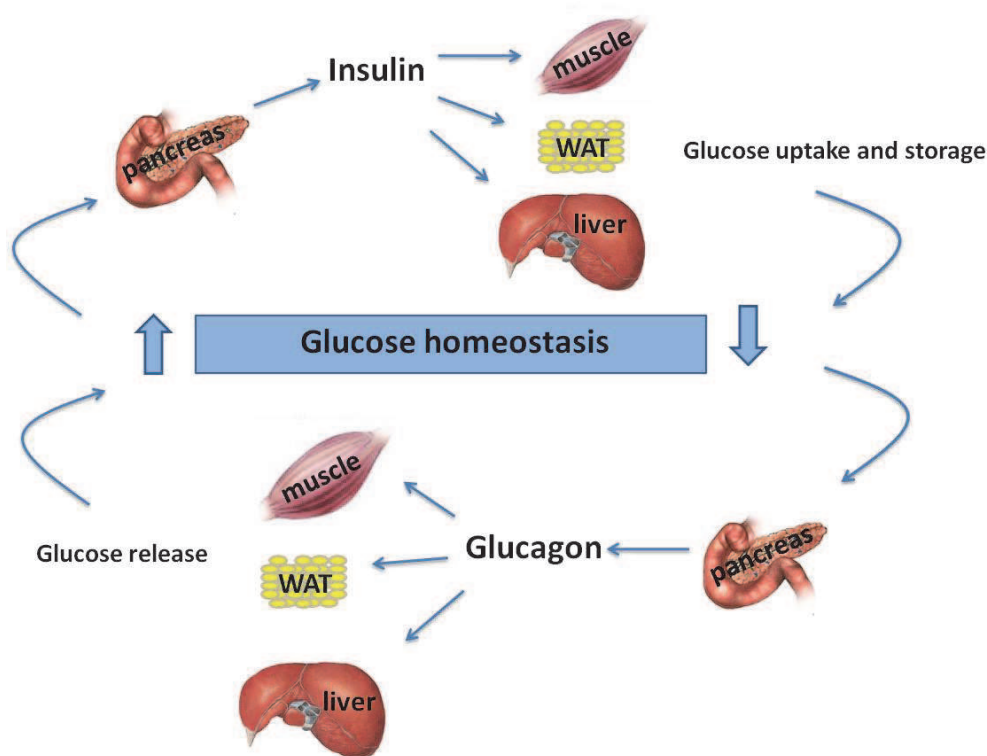 Insulin
muscle
pancreas
WAT
Glucose uptake and storage
liver
Glucose homeostasis
muscle
Glucose release
WAT
Glucagon
pancreas
liver